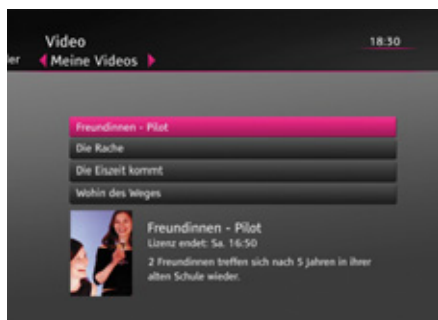 Video
18:30
ler
Meine Videos
Freundinnen - Pilot
Die Rache
Die Eiszeit kommt
Wohin des Weges
Freundinnen - Pilot
Lizenz endet: Sa. 16:50
2 Freundinnen treffen sich nach 5 Jahren in ihrer
alten Schule wieder.